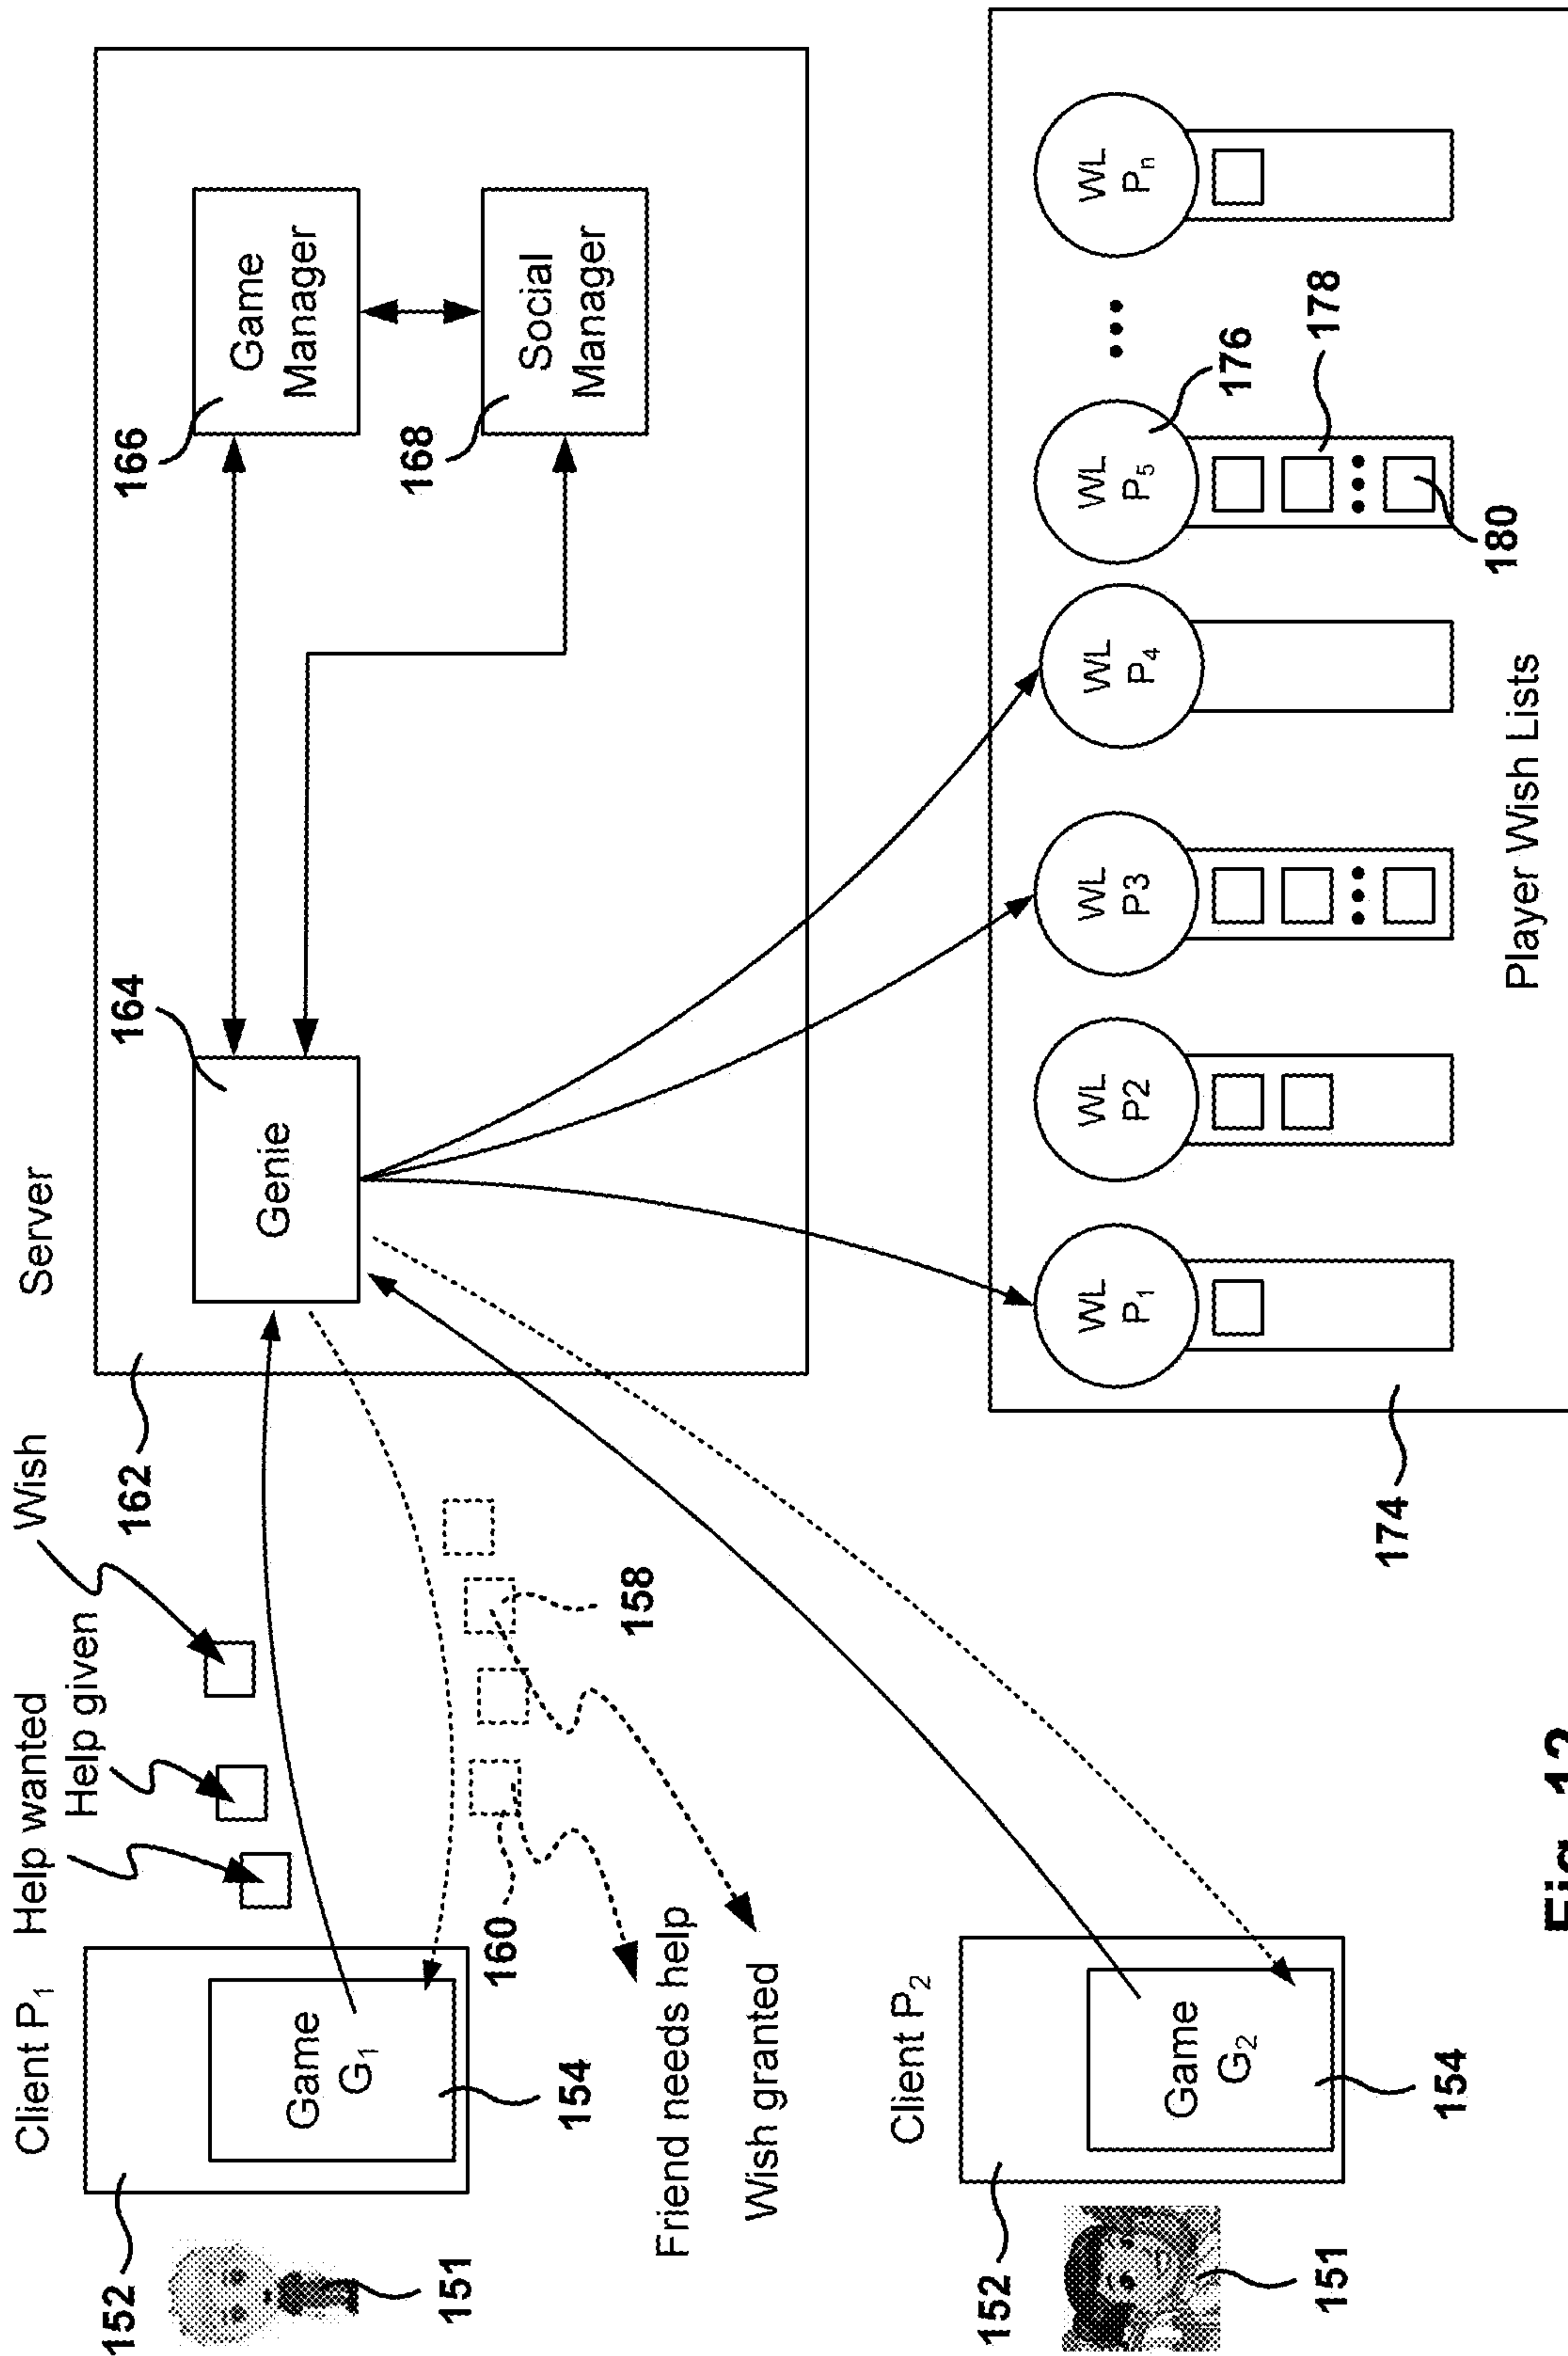 Client P₁
Help wanted
Help given
Wish
Server
152
151
Game
G₁
154
160
158
Friend needs help
Wish granted
162
164
Genie
166
Game
Manager
168
Social
Manager
Client P₂
152
151
Game
G₂
154
174
WL
P₁
WL
P2
WL
P3
WL
P₄
WL
P₅
•••
WL
Pₙ
176
178
180
Player Wish Lists
Fig.